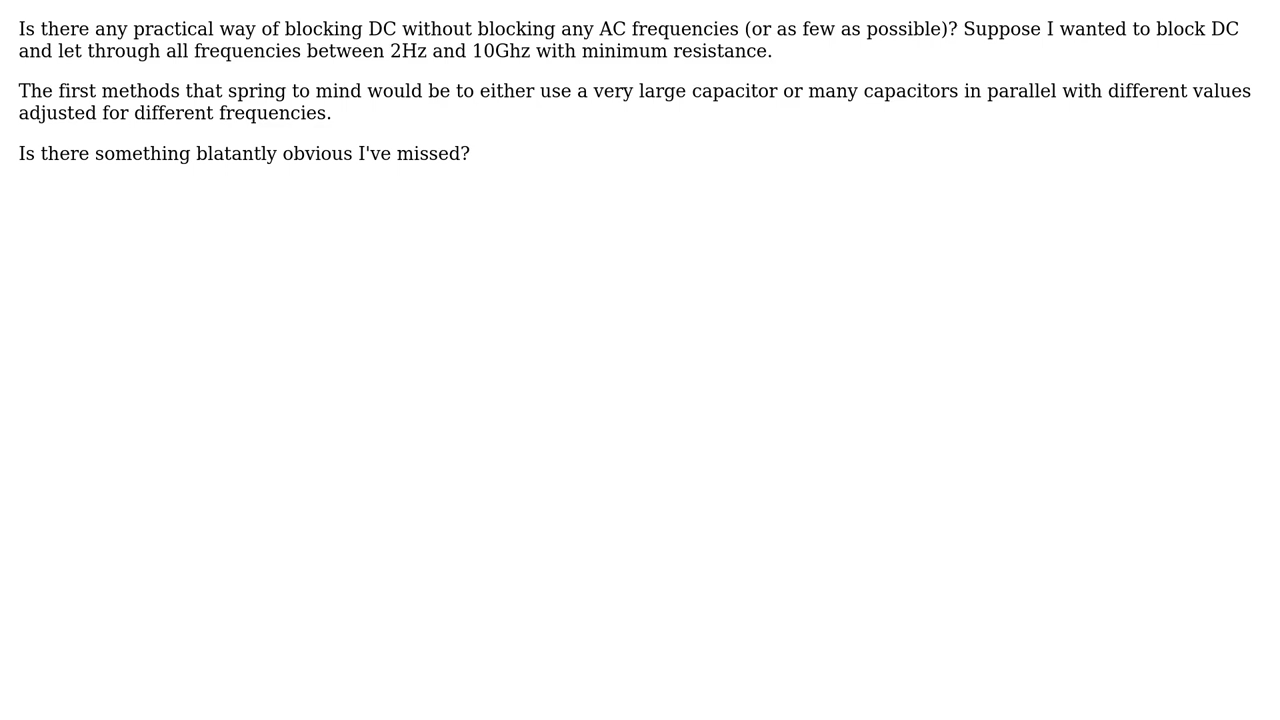 Is there any practical way of blocking DC without blocking any AC frequencies (or as few as possible)? Suppose I wanted to block DC
and let through all frequencies between 2Hz and 10Ghz with minimum resistance.
The first methods that spring to mind would be to either use a very large capacitor or many capacitors in parallel with different values
adjusted for different frequencies.
Is there something blatantly obvious I've missed?